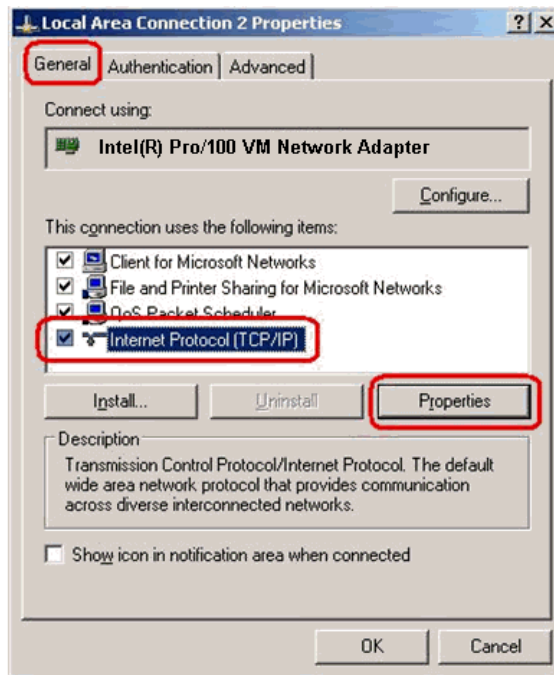 Local Area Connection 2 Properties
General Authentication Advanced
Connect using:
Intel(R) Pro/100 VM Network Adapter
Configure...
This connection uses the following items:
Client for Microsoft Networks
File and Printer Sharing for Microsoft Networks
QoS Packet Scheduler
Internet Protocol (TCP/IP)
Install... Uninstall Properties
Description
Transmission Control Protocol/Internet Protocol. The default
wide area network protocol that provides communication
across diverse interconnected networks.
Show icon in notification area when connected
OK Cancel